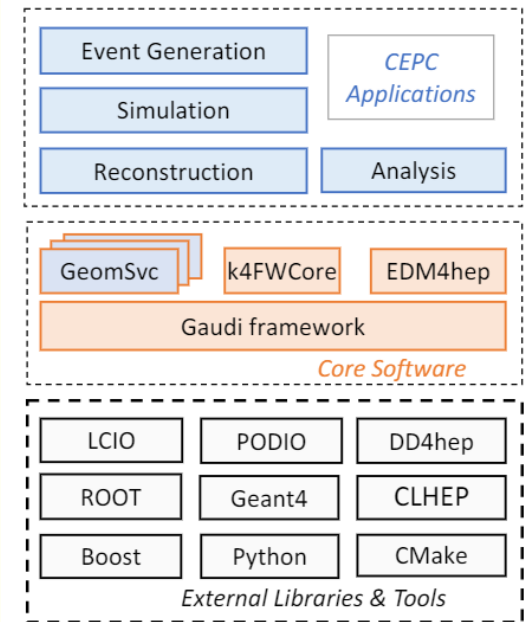 Event Generation
CEPC
Applications
Simulation
Reconstruction
Analysis
GeomSvc
k4FWCore
EDM4hep
Gaudi framework
Core Software
LCIO
PODIO
DD4hep
ROOT
Geant4
CLHEP
Boost
Python
CMake
External Libraries & Tools